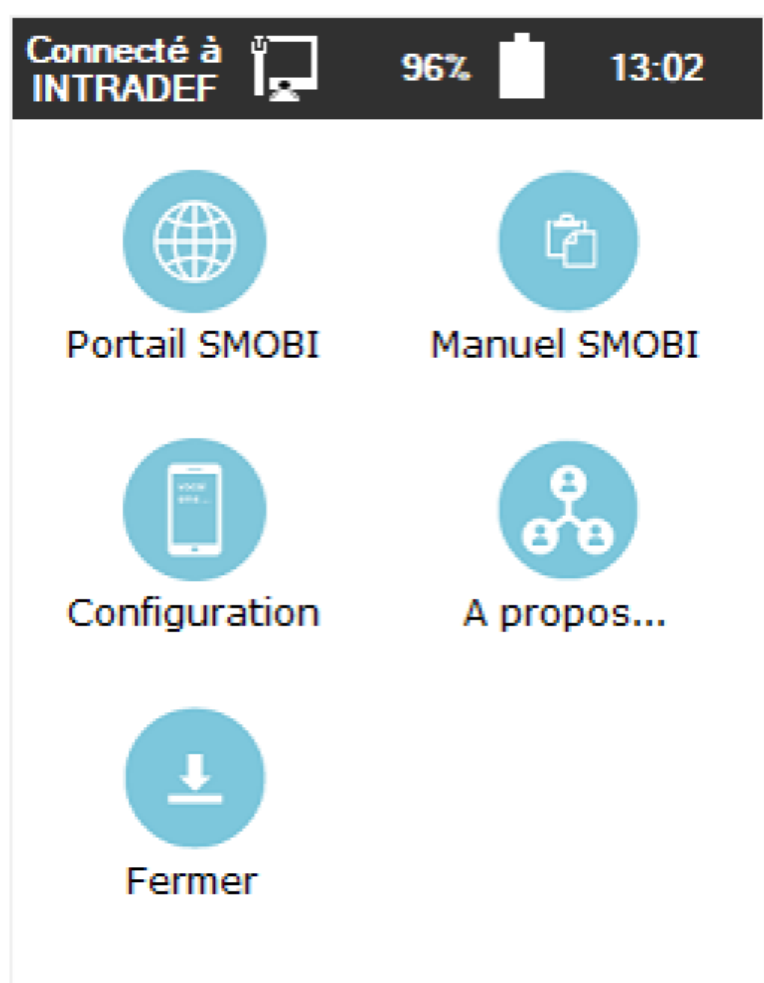 Connecté à
INTRADEF
96%
13:02
Portail SMOBI
Manuel SMOBI
Configuration
A propos...
Fermer